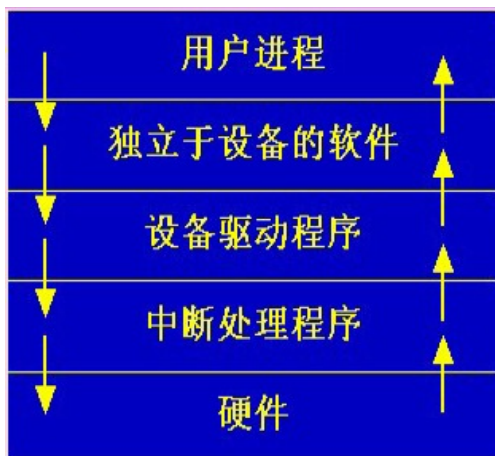 用户进程
独立于设备的软件
设备驱动程序
中断处理程序
硬件